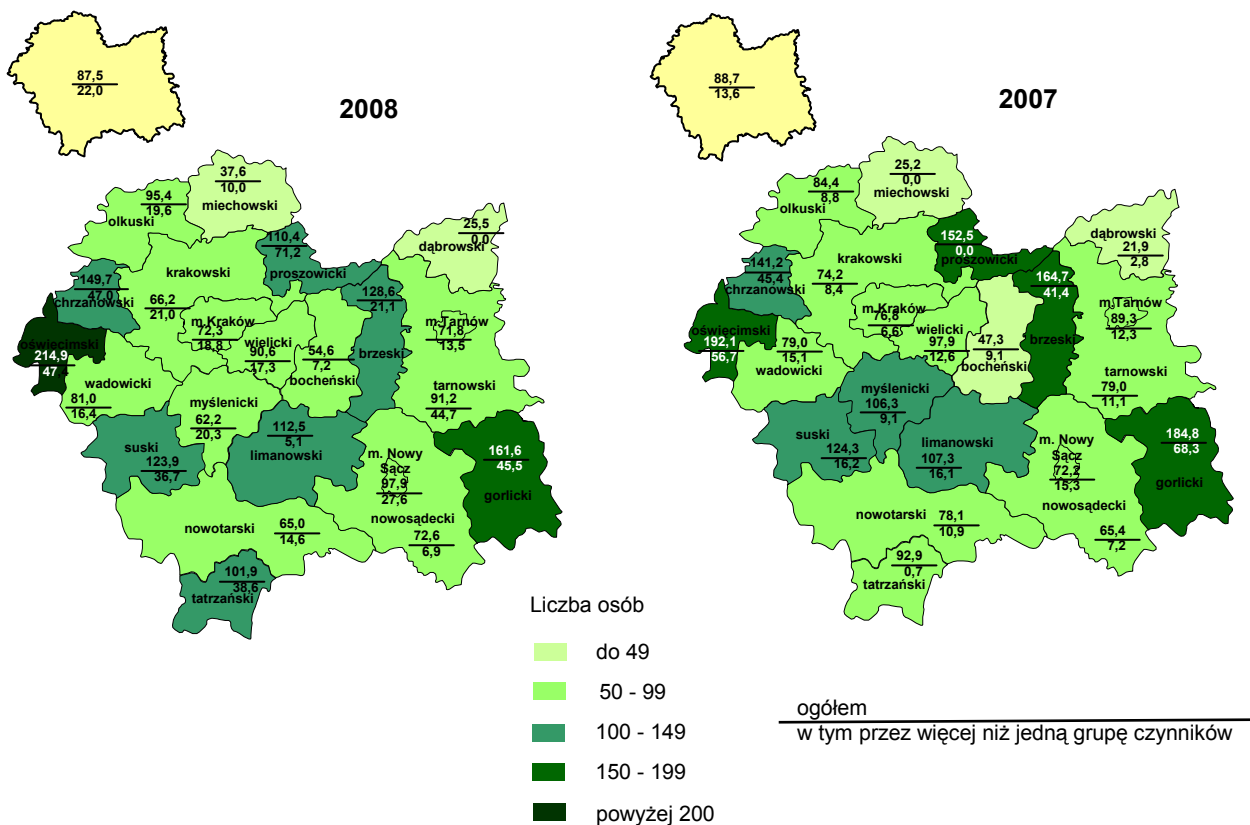 87,5
22,0
2008
37,6
10,0
miechowski
95,4
19,6
olkuski
25,5
0,0
dąbrowski
110,4
71,2
proszowicki
krakowski
66,2
21,0
149,7
47,0
chrzanowski
128,6
21,1
brzeski
m.Kraków
72,3
18,8
wielicki
90,6
17,3
54,6
7,2
bocheński
m.Tarnów
71,8
13,5
oświęcimski
214,9
47,4
wadowicki
81,0
16,4
myślenicki
62,2
20,3
tarnowski
91,2
44,7
112,5
5,1
limanowski
suski
123,9
36,7
m. Nowy
Sącz
97,9
27,6
161,6
45,5
gorlicki
nowotarski
65,0
14,6
nowosądecki
72,6
6,9
101,9
38,6
tatrzański
88,7
13,6
2007
25,2
0,0
miechowski
84,4
8,8
olkuski
dąbrowski
21,9
2,8
152,5
0,0
proszowicki
krakowski
74,2
8,4
141,2
45,4
chrzanowski
164,7
41,4
brzeski
m.Kraków
76,8
6,6
wielicki
97,9
12,6
47,3
9,1
bocheński
m.Tarnów
89,3
12,3
oświęcimski
192,1
56,7
79,0
15,1
wadowicki
myślenicki
106,3
9,1
tarnowski
79,0
11,1
suski
124,3
16,2
limanowski
107,3
16,1
m. Nowy
Sącz
72,2
15,3
184,8
68,3
gorlicki
nowotarski
78,1
10,9
nowosądecki
65,4
7,2
92,9
0,7
tatrzański
Liczba osób
do 49
50 - 99
100 - 149
150 - 199
powyżej 200
ogółem
w tym przez więcej niż jedną grupę czynników